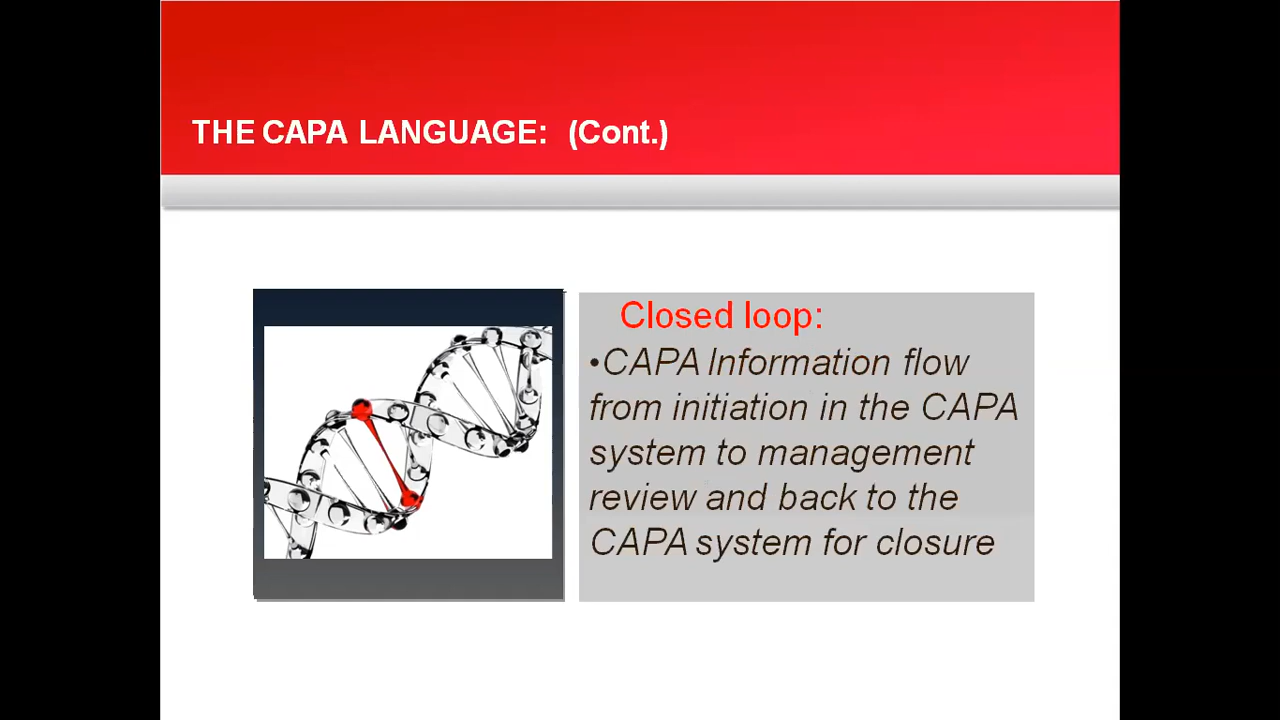 THE CAPA LANGUAGE: (Cont.)
Closed loop:
•CAPA Information flow
from initiation in the CAPA
system to management
review and back to the
CAPA system for closure